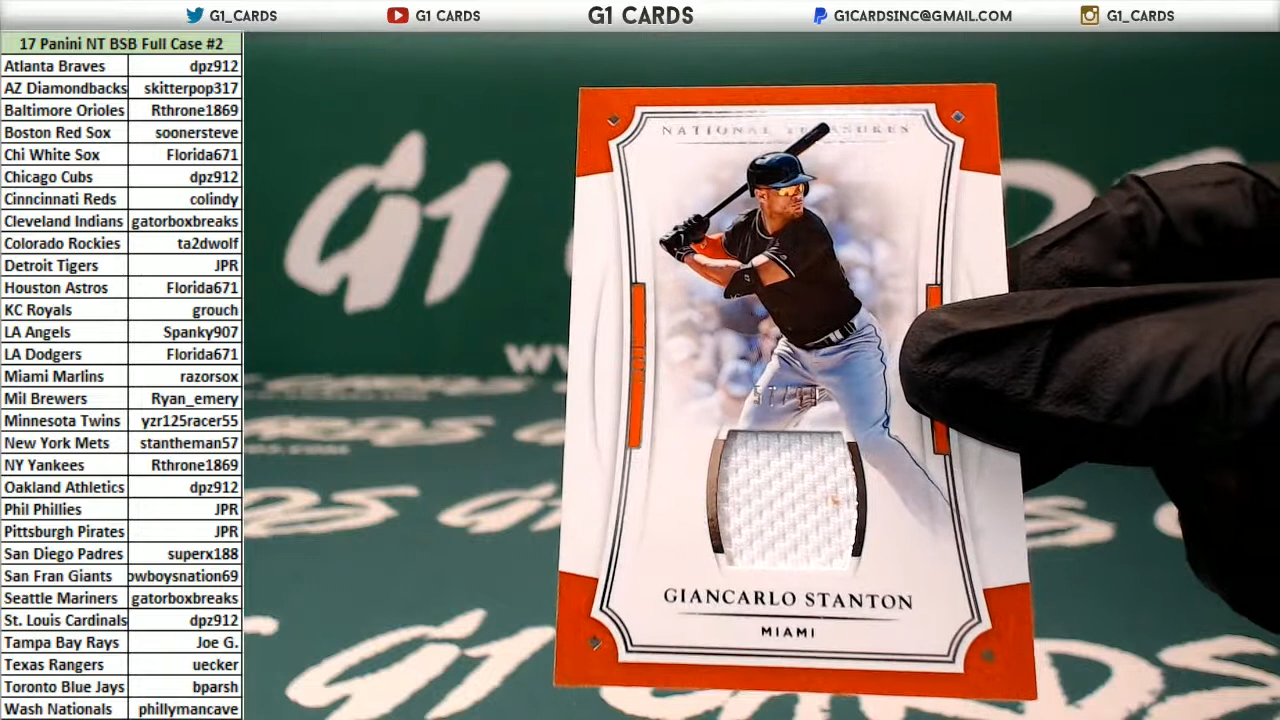 G1_CARDS G1 CARDS G1 CARDS G1CARDSINC@GMAIL.COM G1_CARDS
17 Panini NT BSB Full Case #2
Atlanta Braves dpz912
AZ Diamondbacks skitterpop317
Baltimore Orioles Rthrone1869
Boston Red Sox soonersteve
Chi White Sox Florida671
Chicago Cubs dpz912
Cinncinnati Reds colindy
Cleveland Indians gatorboxbreaks
Colorado Rockies ta2dwolf
Detroit Tigers JPR
Houston Astros Florida671
KC Royals grouch
LA Angels Spanky907
LA Dodgers Florida671
Miami Marlins razorsox
Mil Brewers Ryan_emery
Minnesota Twins yzr125racer55
New York Mets stantheman57
NY Yankees Rthrone1869
Oakland Athletics dpz912
Phil Phillies JPR
Pittsburgh Pirates JPR
San Diego Padres superx188
San Fran Giants owboysnation69
Seattle Mariners gatorboxbreaks
St. Louis Cardinals dpz912
Tampa Bay Rays Joe G.
Texas Rangers uecker
Toronto Blue Jays bparsh
Wash Nationals phillymancave
G1
NATIONAL TREASURES
GIANCARLO STANTON
MIAMI
G1